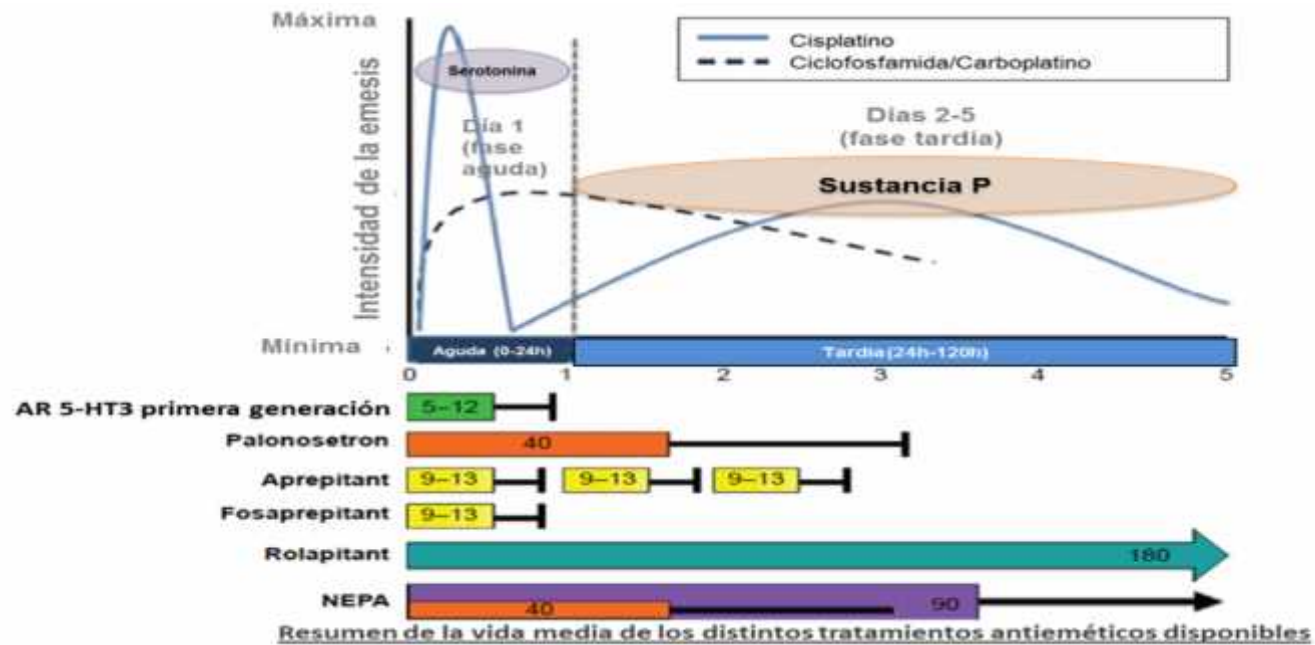 Máxima
Cisplatino
Ciclofosfamida/Carboplatino
Serotonina
Intensidad de la emesis
Día 1
(fase
aguda)
Días 2-5
(fase tardia)
Sustancia P
Mínima
Aguda (0-24h)
Tardia(24h-120h)
0 1 2 3 4 5
AR 5-HT3 primera generación
5–12
Palonosetron
40
Aprepitant
9–13 9–13 9–13
Fosaprepitant
9–13
Rolapitant
180
NEPA
40 90
Resumen de la vida media de los distintos tratamientos antieméticos disponibles